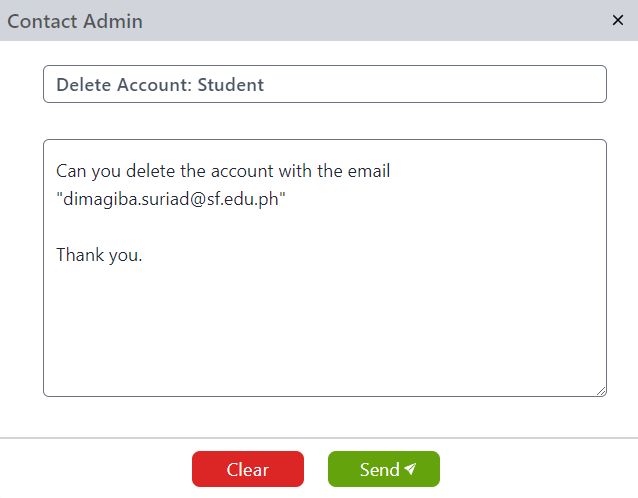 Contact Admin
Delete Account: Student
Can you delete the account with the email
"dimagiba.suriad@sf.edu.ph"
Thank you.
Clear
Send